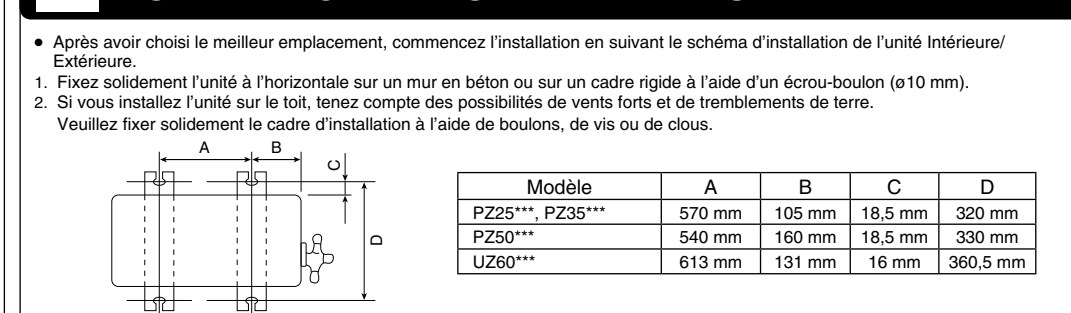 • Après avoir choisi le meilleur emplacement, commencez l’installation en suivant le schéma d’installation de l’unité Intérieure/
Extérieure.
1. Fixez solidement l’unité à l’horizontale sur un mur en béton ou sur un cadre rigide à l’aide d’un écrou-boulon (ø10 mm).
2. Si vous installez l’unité sur le toit, tenez compte des possibilités de vents forts et de tremblements de terre.
Veuillez fixer solidement le cadre d’installation à l’aide de boulons, de vis ou de clous.
A B C
D
Modèle A B C D
PZ25***, PZ35*** 570 mm 105 mm 18,5 mm 320 mm
PZ50*** 540 mm 160 mm 18,5 mm 330 mm
UZ60*** 613 mm 131 mm 16 mm 360,5 mm